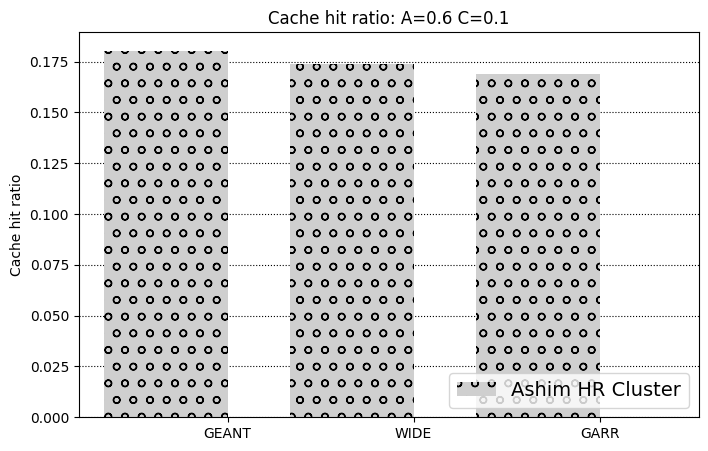 Cache hit ratio: A=0.6 C=0.1
Cache hit ratio
0.175
0.150
0.125
0.100
0.075
0.050
0.025
0.000
GEANT
WIDE
GARR
Ashim HR Cluster